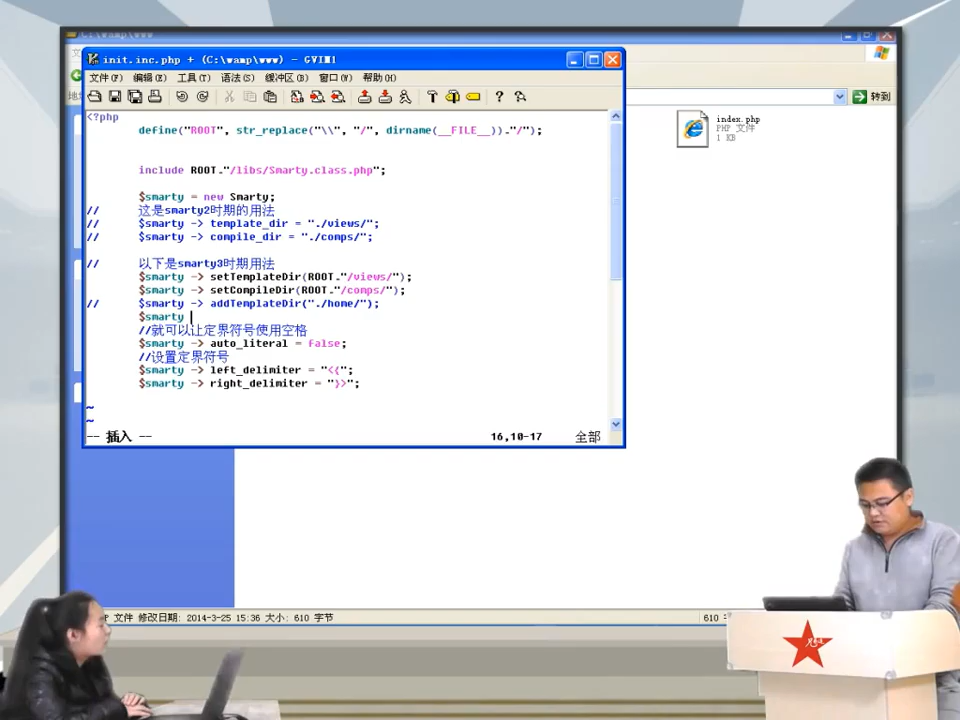 C:\wamp\www
init.inc.php + (C:\wamp\www) - GVIM1
文件(F) 编辑(E) 工具(T) 语法(S) 缓冲区(B) 窗口(W) 帮助(H)
转到
<?php
define("ROOT", str_replace("\\", "/", dirname(__FILE__))."/");
include ROOT."/libs/Smarty.class.php";
$smarty = new Smarty;
// 这是smarty2时期的用法
// $smarty -> template_dir = "./views/";
// $smarty -> compile_dir = "./comps/";
// 以下是smarty3时期用法
$smarty -> setTemplateDir(ROOT."/views/");
$smarty -> setCompileDir(ROOT."/comps/");
// $smarty -> addTemplateDir("./home/");
$smarty
//就可以让定界符号使用空格
$smarty -> auto_literal = false;
//设置定界符号
$smarty -> left_delimiter = "<{";
$smarty -> right_delimiter = "}>";
~
~
-- 插入 -- 16,10-17 全部
index.php
PHP 文件
1 KB
P 文件 修改日期: 2014-3-25 15:36 大小: 610 字节
610